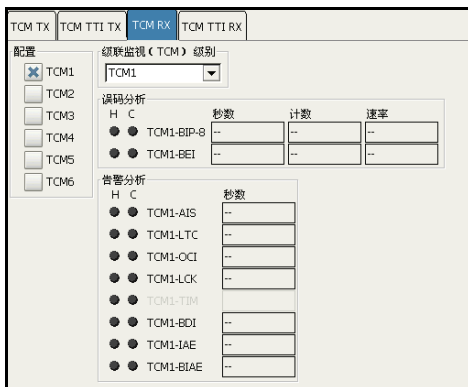 TCM TX TCM TTI TX TCM RX TCM TTI RX
配置
TCM1
TCM2
TCM3
TCM4
TCM5
TCM6
级联监视（TCM）级别
TCM1
误码分析
H C 秒数 计数 速率
TCM1-BIP-8 -- -- --
TCM1-BEI -- -- --
告警分析
H C 秒数
TCM1-AIS --
TCM1-LTC --
TCM1-OCI --
TCM1-LCK --
TCM1-TIM
TCM1-BDI --
TCM1-IAE --
TCM1-BIAE --